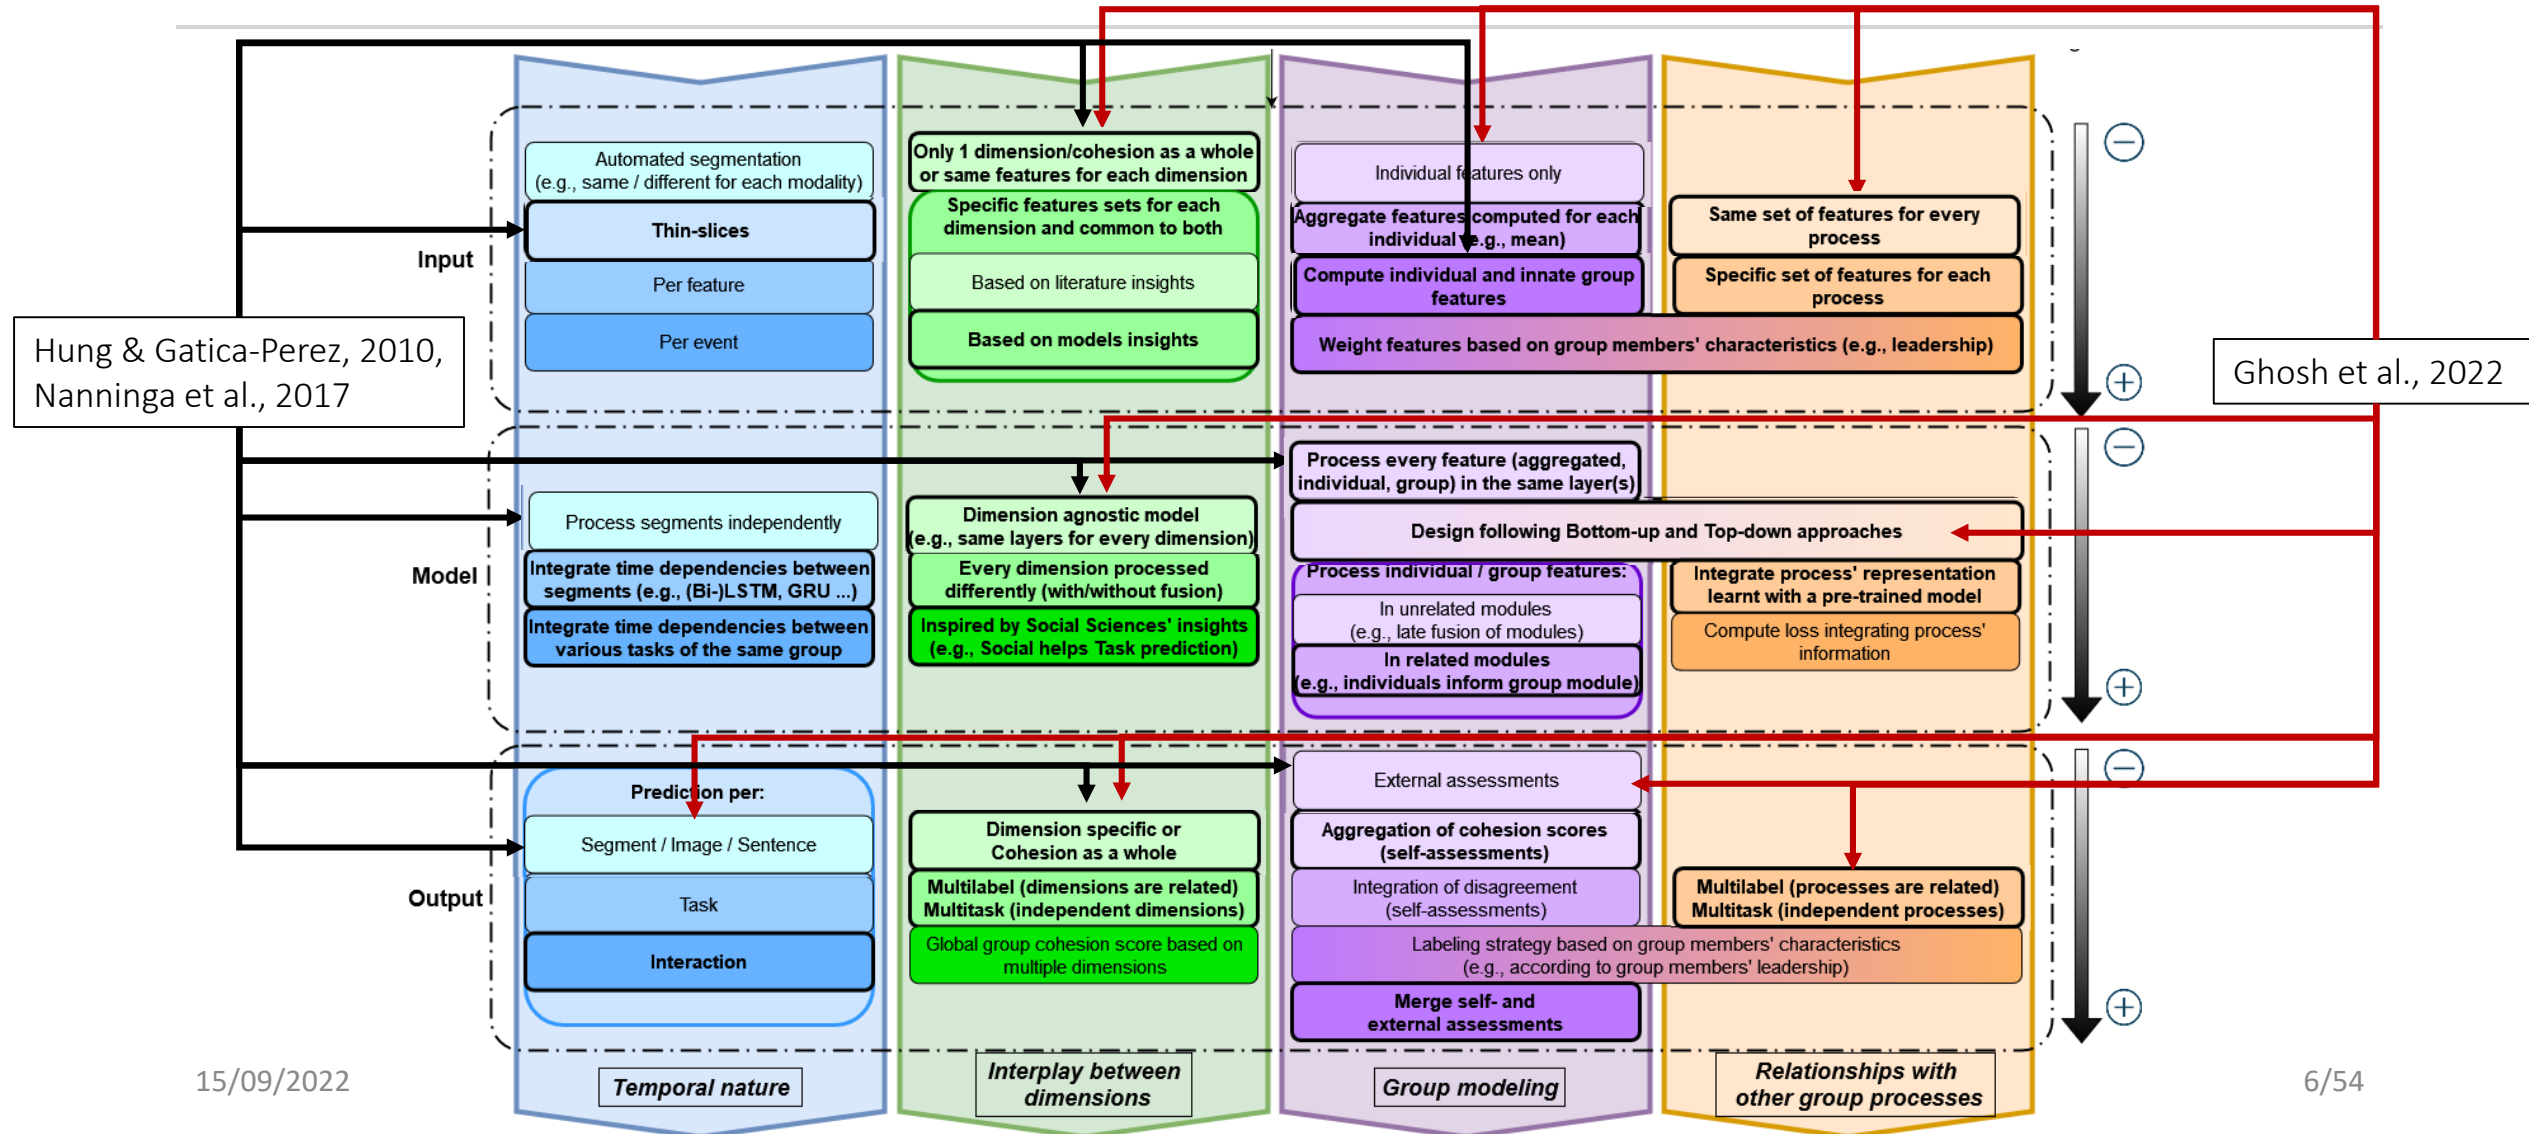 Automated segmentation
(e.g., same / different for each modality)
Thin-slices
Per feature
Per event
Only 1 dimension/cohesion as a whole
or same features for each dimension
Specific features sets for each
dimension and common to both
Based on literature insights
Based on models insights
Individual features only
Aggregate features computed for each
individual (e.g., mean)
Compute individual and innate group
features
Same set of features for every
process
Specific set of features for each
process
Weight features based on group members' characteristics (e.g., leadership)
Input
Hung & Gatica-Perez, 2010,
Nanninga et al., 2017
Ghosh et al., 2022
Process segments independently
Integrate time dependencies between
segments (e.g., (Bi-)LSTM, GRU ...)
Integrate time dependencies between
various tasks of the same group
Dimension agnostic model
(e.g., same layers for every dimension)
Every dimension processed
differently (with/without fusion)
Inspired by Social Sciences' insights
(e.g., Social helps Task prediction)
Process every feature (aggregated,
individual, group) in the same layer(s)
Design following Bottom-up and Top-down approaches
Process individual / group features:
In unrelated modules
(e.g., late fusion of modules)
In related modules
(e.g., individuals inform group module)
Integrate process' representation
learnt with a pre-trained model
Compute loss integrating process'
information
Model
Prediction per:
Segment / Image / Sentence
Task
Interaction
Dimension specific or
Cohesion as a whole
Multilabel (dimensions are related)
Multitask (independent dimensions)
Global group cohesion score based on
multiple dimensions
External assessments
Aggregation of cohesion scores
(self-assessments)
Integration of disagreement
(self-assessments)
Multilabel (processes are related)
Multitask (independent processes)
Labeling strategy based on group members' characteristics
(e.g., according to group members' leadership)
Merge self- and
external assessments
Output
Temporal nature
Interplay between
dimensions
Group modeling
Relationships with
other group processes
15/09/2022
6/54